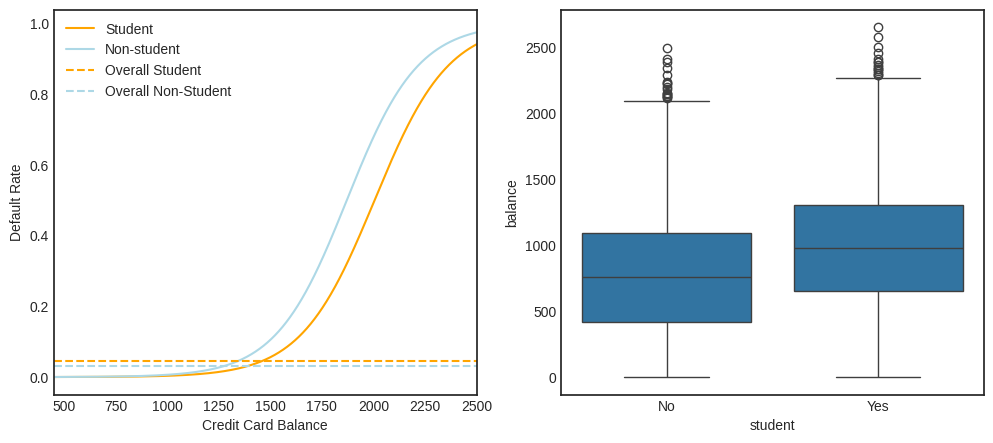 1.0
0.8
0.6
0.4
0.2
0.0
Default Rate
Student
Non-student
Overall Student
Overall Non-Student
500 750 1000 1250 1500 1750 2000 2250 2500
Credit Card Balance
2500
2000
1500
1000
500
0
balance
No Yes
student